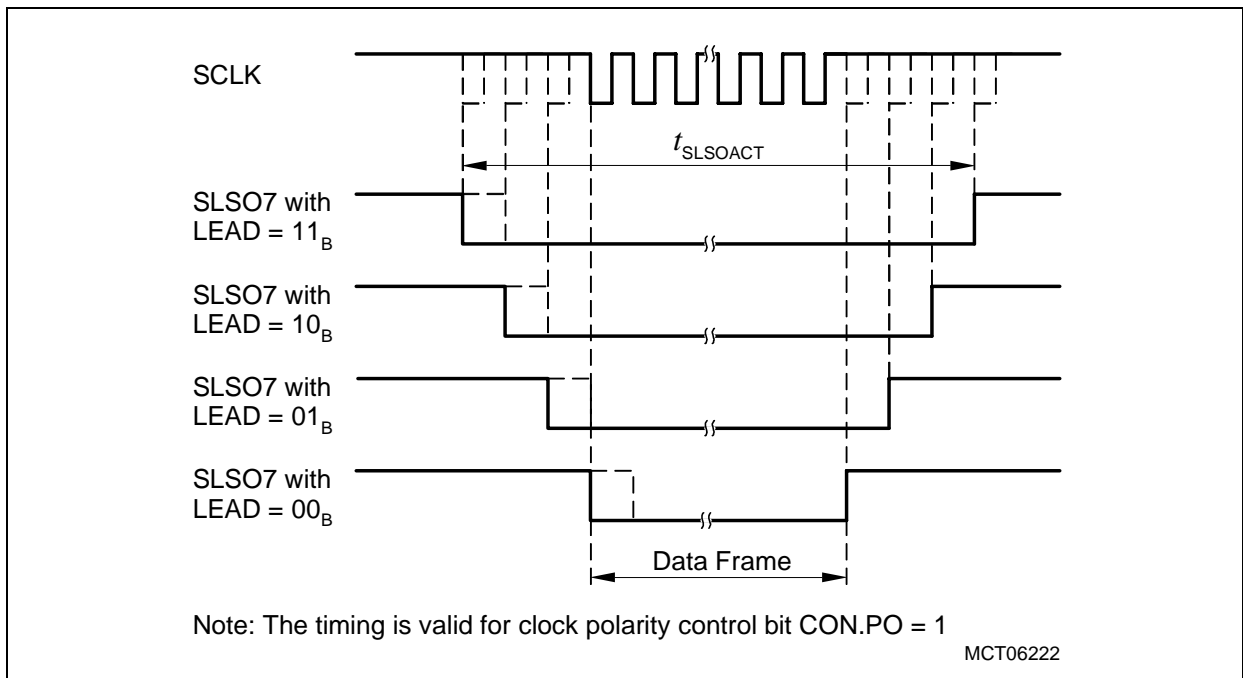 SCLK
t SLSOACT
SLSO7 with
LEAD = 11B
SLSO7 with
LEAD = 10B
SLSO7 with
LEAD = 01B
SLSO7 with
LEAD = 00B
Data Frame
Note: The timing is valid for clock polarity control bit CON.PO = 1
MCT06222